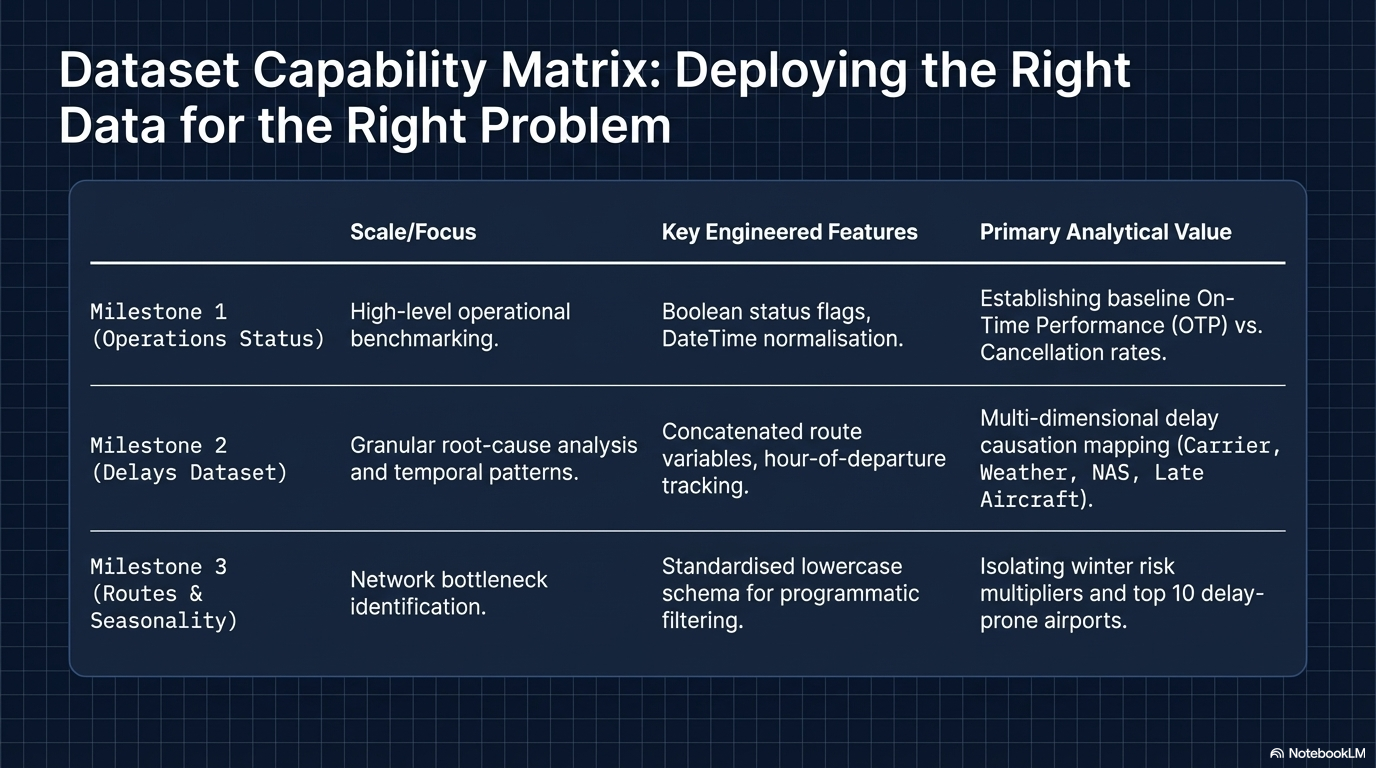 Dataset Capability Matrix: Deploying the Right
Data for the Right Problem
Scale/Focus
Key Engineered Features
Primary Analytical Value
Milestone 1
(Operations Status)
High-level operational
benchmarking.
Boolean status flags,
DateTime normalisation.
Establishing baseline On-
Time Performance (OTP) vs.
Cancellation rates.
Milestone 2
(Delays Dataset)
Granular root-cause analysis
and temporal patterns.
Concatenated route
variables, hour-of-departure
tracking.
Multi-dimensional delay
causation mapping (Carrier,
Weather, NAS, Late
Aircraft).
Milestone 3
(Routes &
Seasonality)
Network bottleneck
identification.
Standardised lowercase
schema for programmatic
filtering.
Isolating winter risk
multipliers and top 10 delay-
prone airports.
NotebookLM